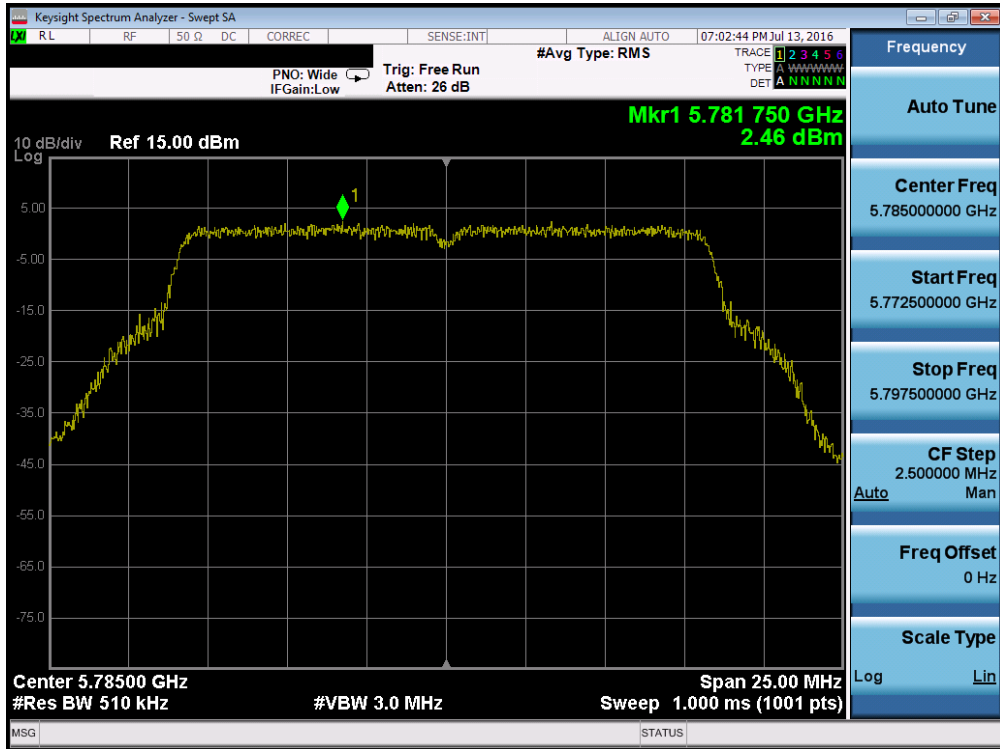 Keysight Spectrum Analyzer - Swept SA
LXI RL RF 50 Ω DC CORREC SENSE:INT ALIGN AUTO 07:02:44 PM Jul 13, 2016
#Avg Type: RMS
TRACE 1 2 3 4 5 6
TYPE A WWWWW
DET A N N N N N
PNO: Wide
IFGain:Low
Trig: Free Run
Atten: 26 dB
Mkr1 5.781 750 GHz
2.46 dBm
10 dB/div Ref 15.00 dBm
Log
1
5.00
-5.00
-15.0
-25.0
-35.0
-45.0
-55.0
-65.0
-75.0
Center 5.78500 GHz
Span 25.00 MHz
#Res BW 510 kHz
#VBW 3.0 MHz
Sweep 1.000 ms (1001 pts)
MSG
STATUS
Frequency
Auto Tune
Center Freq
5.785000000 GHz
Start Freq
5.772500000 GHz
Stop Freq
5.797500000 GHz
CF Step
2.500000 MHz
Auto Man
Freq Offset
0 Hz
Scale Type
Log Lin